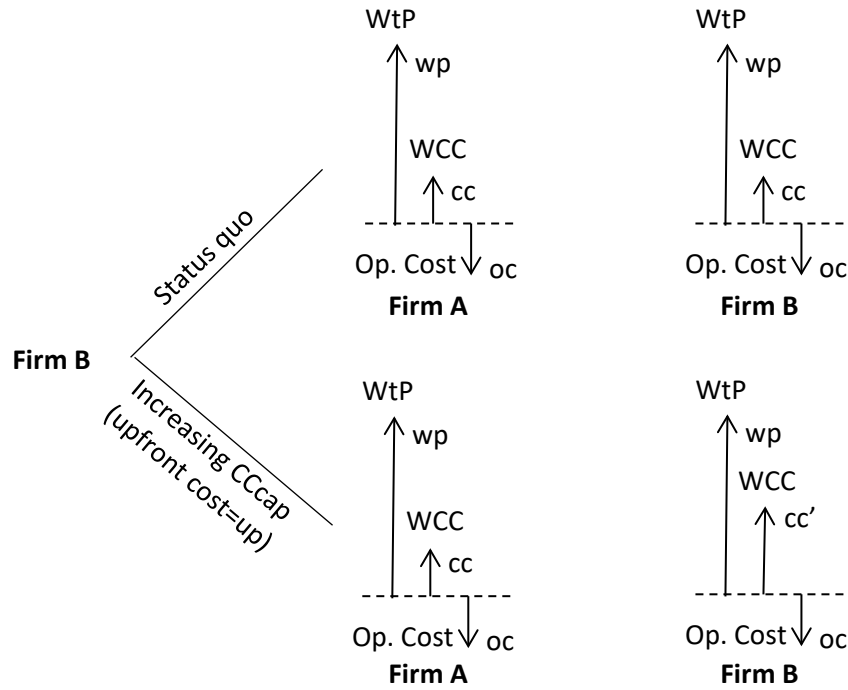 WtP
wp
WCC
cc
Op. Cost
oc
Firm A
WtP
wp
WCC
cc
Op. Cost
oc
Firm B
Status quo
Firm B
Increasing CCcap
(upfront cost=up)
WtP
wp
WCC
cc
Op. Cost
oc
Firm A
WtP
wp
WCC
cc’
Op. Cost
oc
Firm B